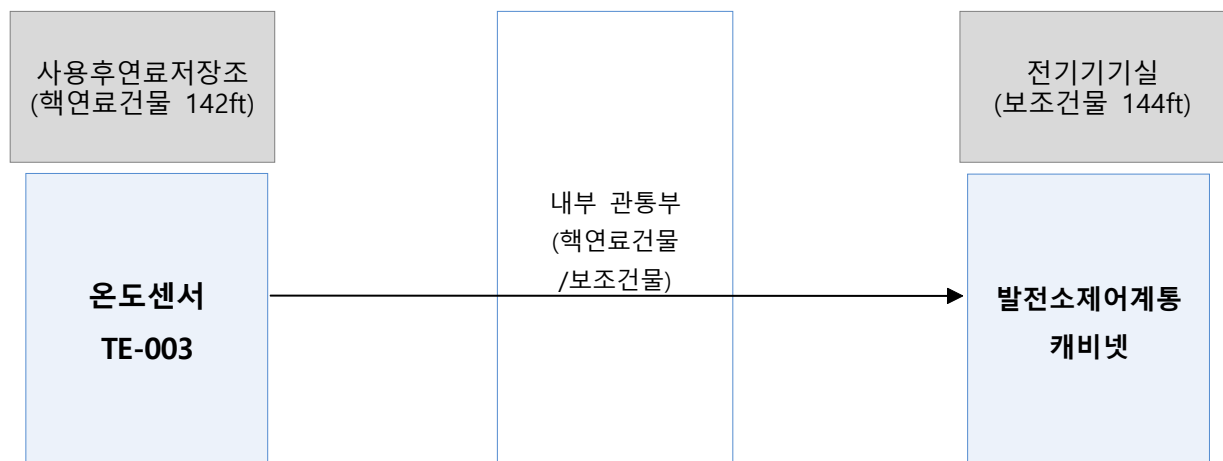 사용후연료저장조
(핵연료건물 142ft)
전기기기실
(보조건물 144ft)
내부 관통부
(핵연료건물
/보조건물)
온도센서
TE-003
발전소제어계통
캐비넷